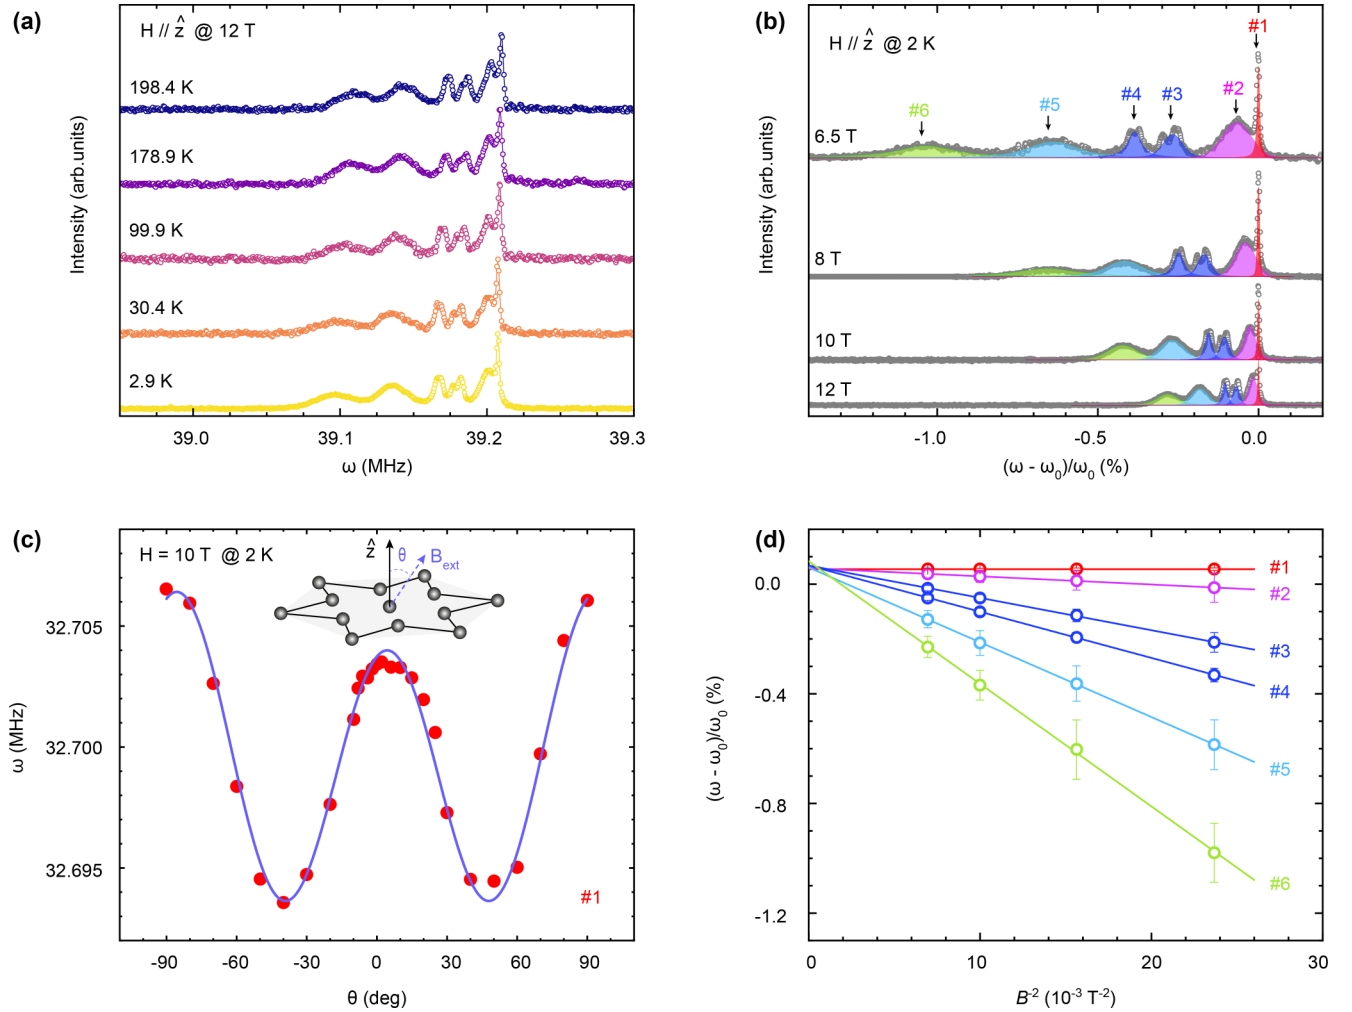 (a)
H // ẑ @ 12 T
198.4 K
178.9 K
99.9 K
30.4 K
2.9 K
Intensity (arb.units)
39.0 39.1 39.2 39.3
ω (MHz)
(b)
H // ẑ @ 2 K
#1
#2
#3
#4
#5
#6
6.5 T
8 T
10 T
12 T
Intensity (arb.units)
-1.0 -0.5 0.0
(ω - ω₀)/ω₀ (%)
(c)
H = 10 T @ 2 K
ẑ
θ
B_ext
32.705
32.700
32.695
ω (MHz)
#1
-90 -60 -30 0 30 60 90
θ (deg)
(d)
0.0
-0.4
-0.8
-1.2
(ω - ω₀)/ω₀ (%)
#1
#2
#3
#4
#5
#6
0 10 20 30
B⁻² (10⁻³ T⁻²)